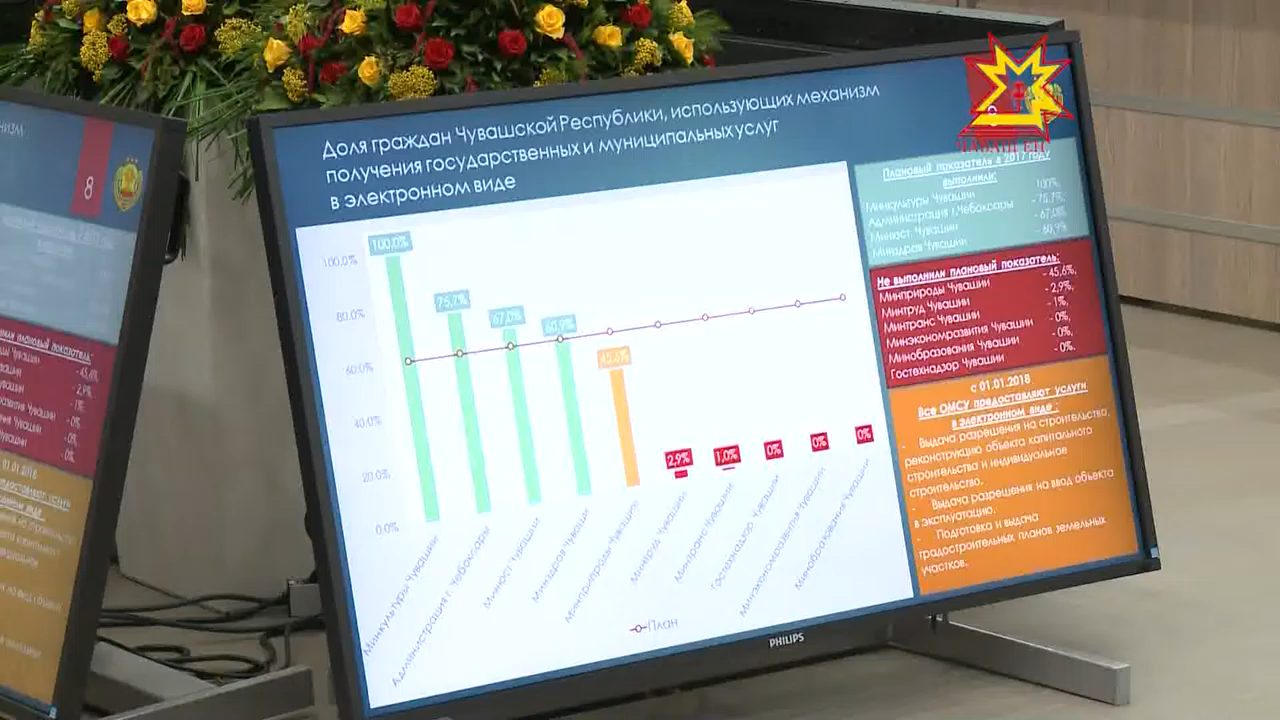 Доля граждан Чувашской Республики, использующих механизм
получения государственных и муниципальных услуг
в электронном виде
100,0%
80,0%
60,0%
40,0%
20,0%
0,0%
100,0%
75,7%
67,0%
60,9%
45,6%
2,9%
1,0%
0%
0%
0%
Минкультуры Чувашии
Администрация г.Чебоксары
Минюст Чувашии
Минздрав Чувашии
Минприроды Чувашии
Минтруд Чувашии
Минтранс Чувашии
Гостехнадзор Чувашии
Минэкономразвития Чувашии
Минобразования Чувашии
План
Плановый показатель в 2017 году
выполнили:
Минкультуры Чувашии 100%,
Администрация г.Чебоксары - 75,7%,
Минюст Чувашии - 67,0%,
Минздрав Чувашии - 60,9%
Не выполнили плановый показатель:
Минприроды Чувашии - 45,6%,
Минтруд Чувашии - 2,9%,
Минтранс Чувашии - 1%,
Минэкономразвития Чувашии - 0%,
Минобразования Чувашии - 0%,
Гостехнадзор Чувашии - 0%.
с 01.01.2018
Все ОМСУ предоставляют услуги
в электронном виде:
- Выдача разрешения на строительство,
реконструкцию объекта капитального
строительства и индивидуальное
строительство.
- Выдача разрешения на ввод объекта
в эксплуатацию.
- Подготовка и выдача
градостроительных планов земельных
участков.
PHILIPS
8